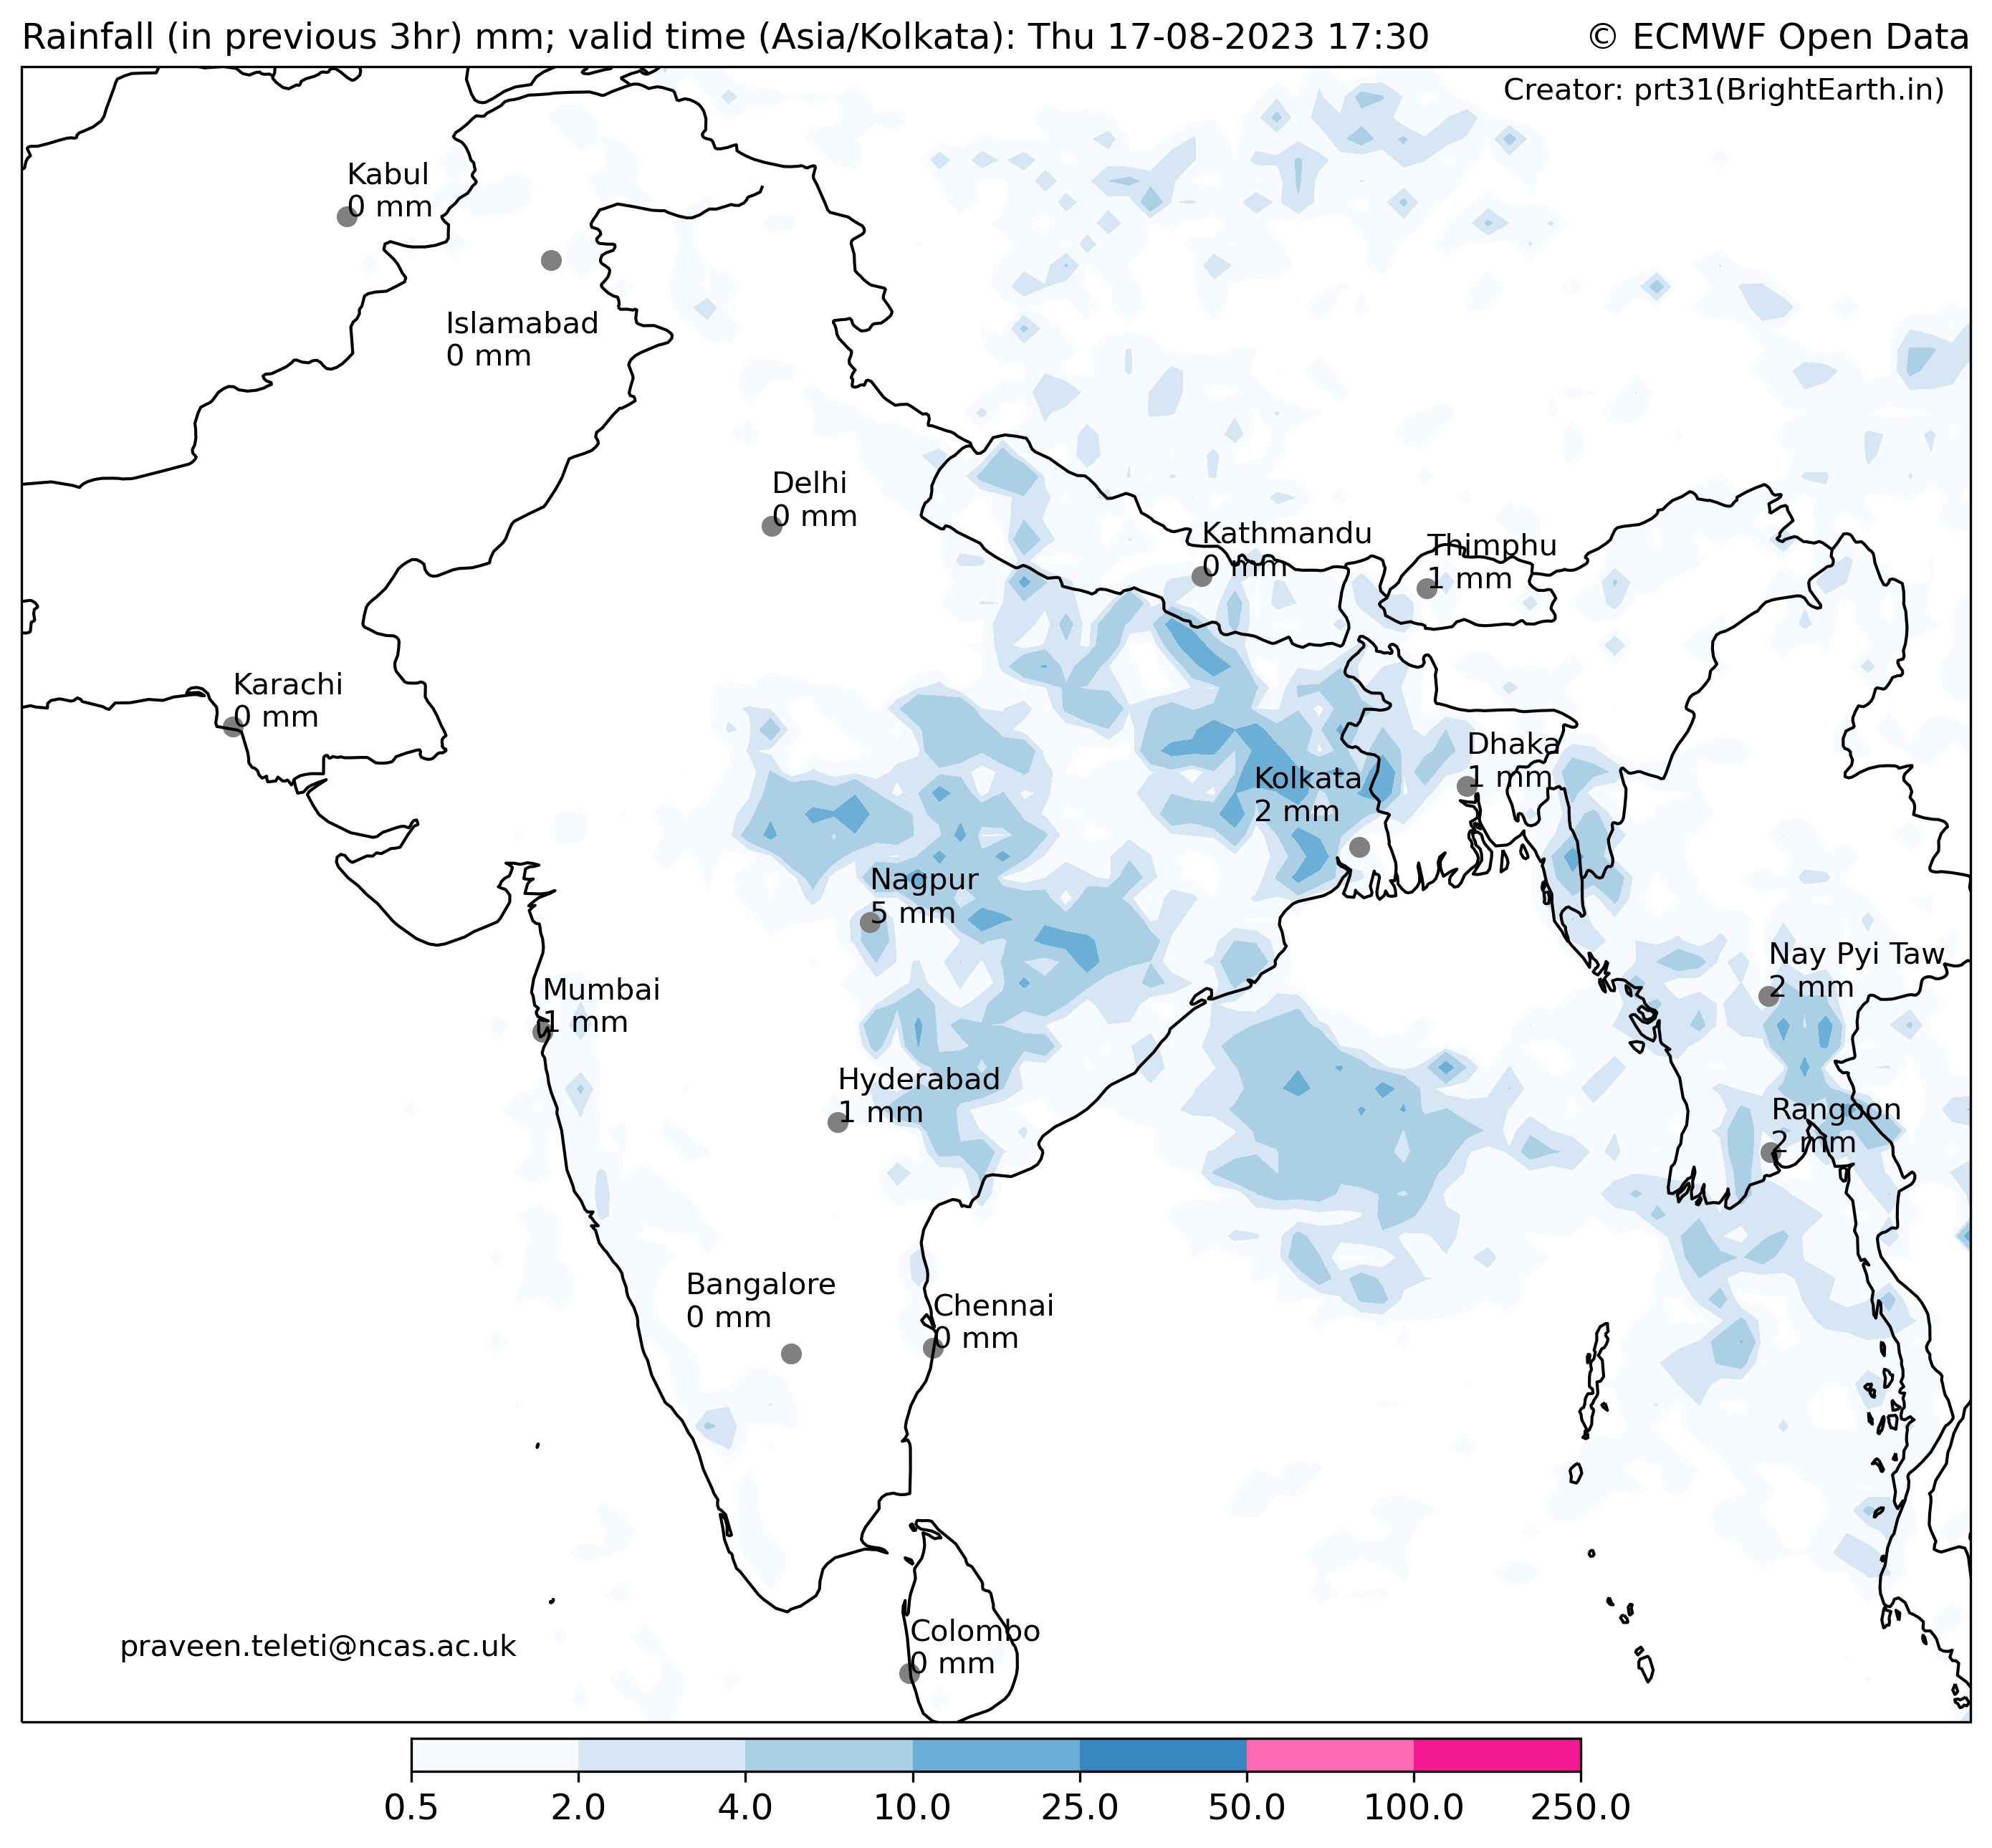 Rainfall (in previous 3hr) mm; valid time (Asia/Kolkata): Thu 17-08-2023 17:30
© ECMWF Open Data
Creator: prt31(BrightEarth.in)
Kabul
0 mm
Islamabad
0 mm
Delhi
0 mm
Kathmandu
0 mm
Thimphu
1 mm
Karachi
0 mm
Dhaka
1 mm
Kolkata
2 mm
Nagpur
5 mm
Nay Pyi Taw
2 mm
Mumbai
1 mm
Hyderabad
1 mm
Rangoon
2 mm
Bangalore
0 mm
Chennai
0 mm
Colombo
0 mm
praveen.teleti@ncas.ac.uk
0.5 2.0 4.0 10.0 25.0 50.0 100.0 250.0